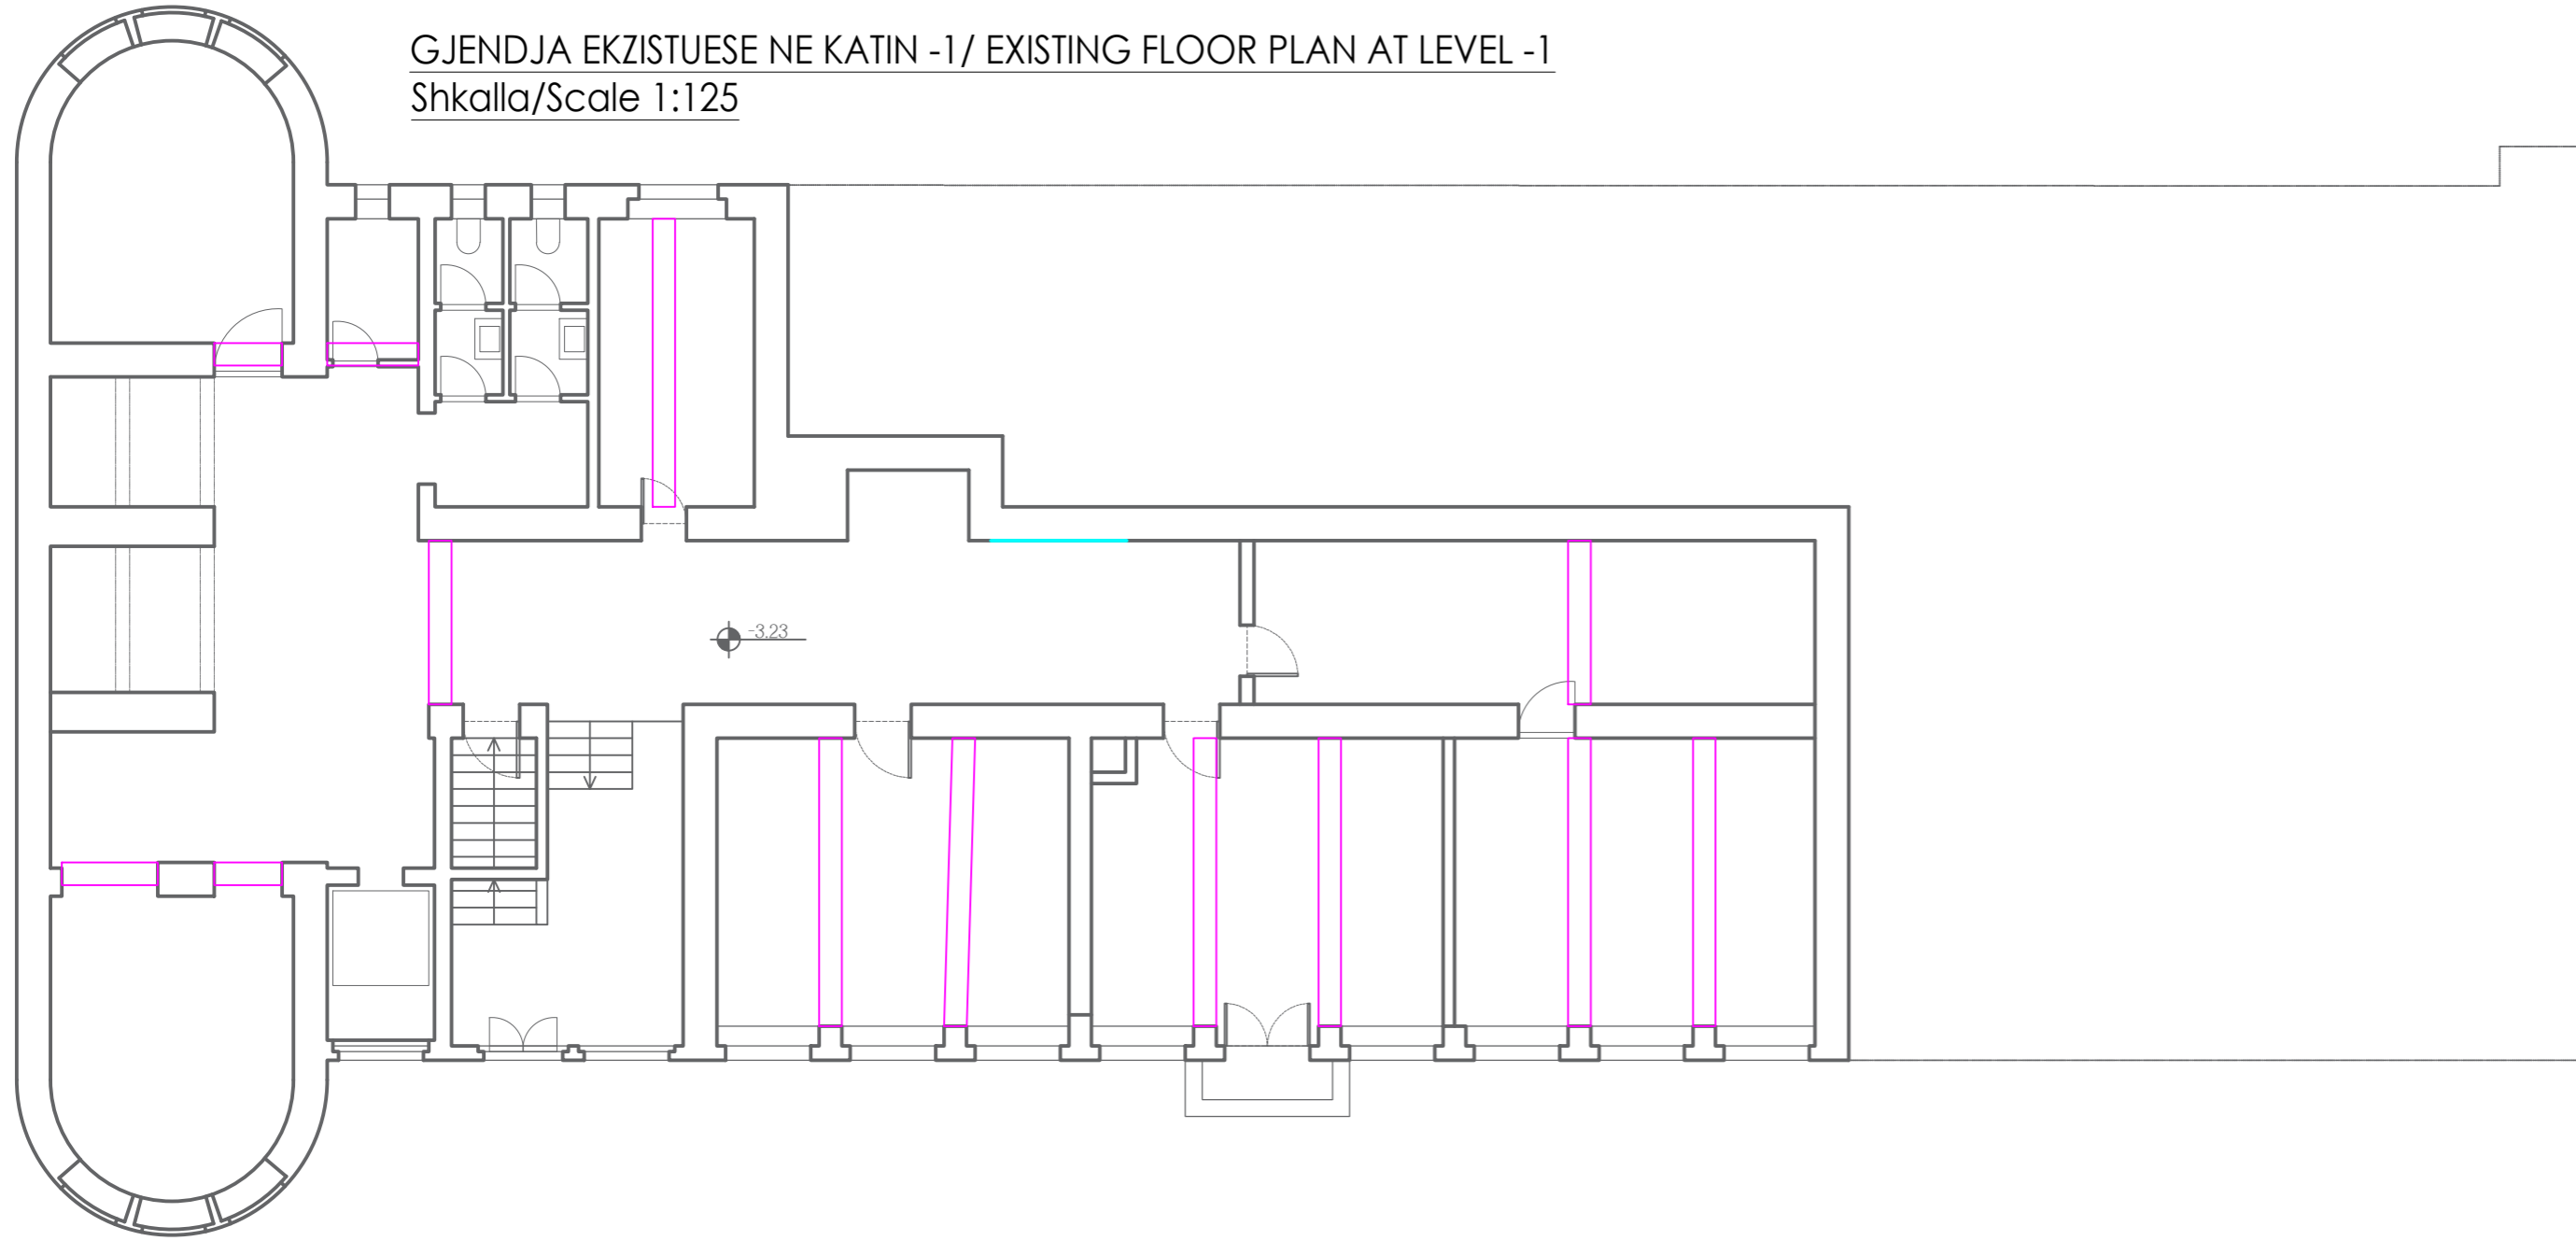 GJENDJA EKZISTUESE NE KATIN -1/ EXISTING FLOOR PLAN AT LEVEL -1
Shkalla/Scale 1:125
-3.23